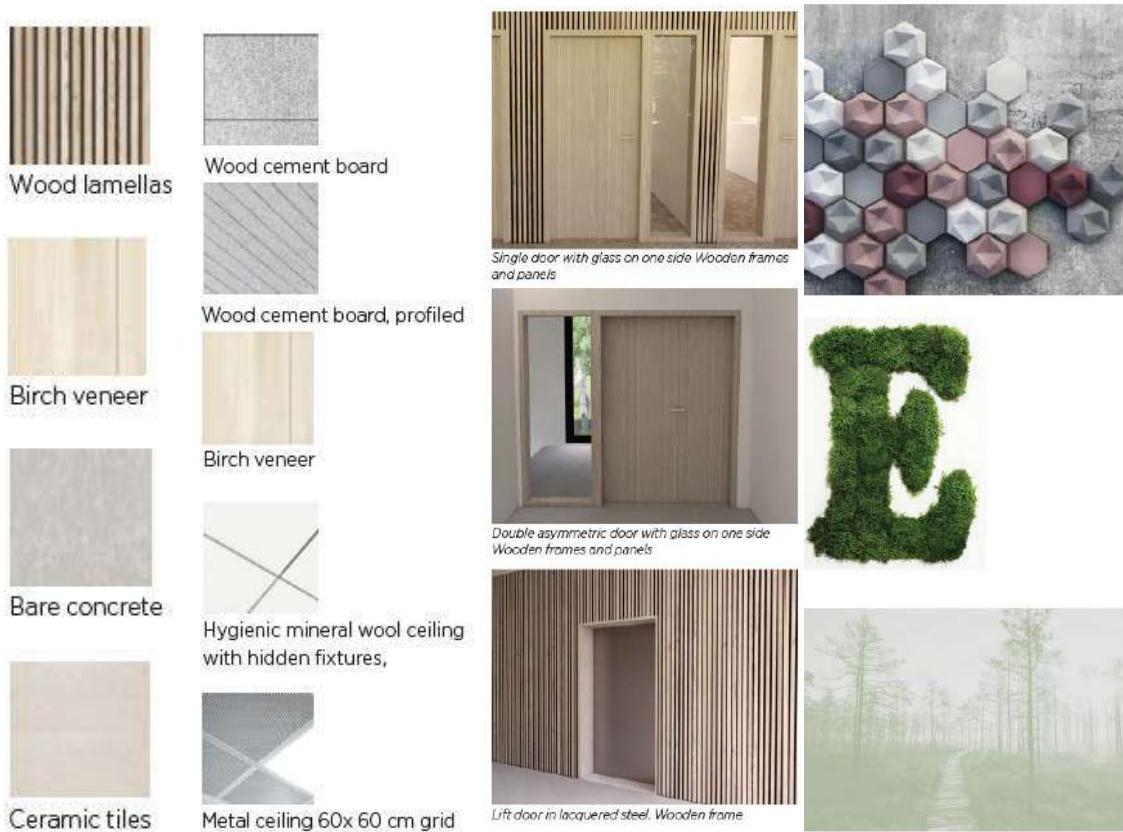 Wood lamellas
Birch veneer
Bare concrete
Ceramic tiles
Wood cement board
Wood cement board, profiled
Birch veneer
Hygienic mineral wool ceiling
with hidden fixtures,
Metal ceiling 60x 60 cm grid
Single door with glass on one side Wooden frames
and panels
Double asymmetric door with glass on one side
Wooden frames and panels
Lift door in lacquered steel. Wooden frame
E